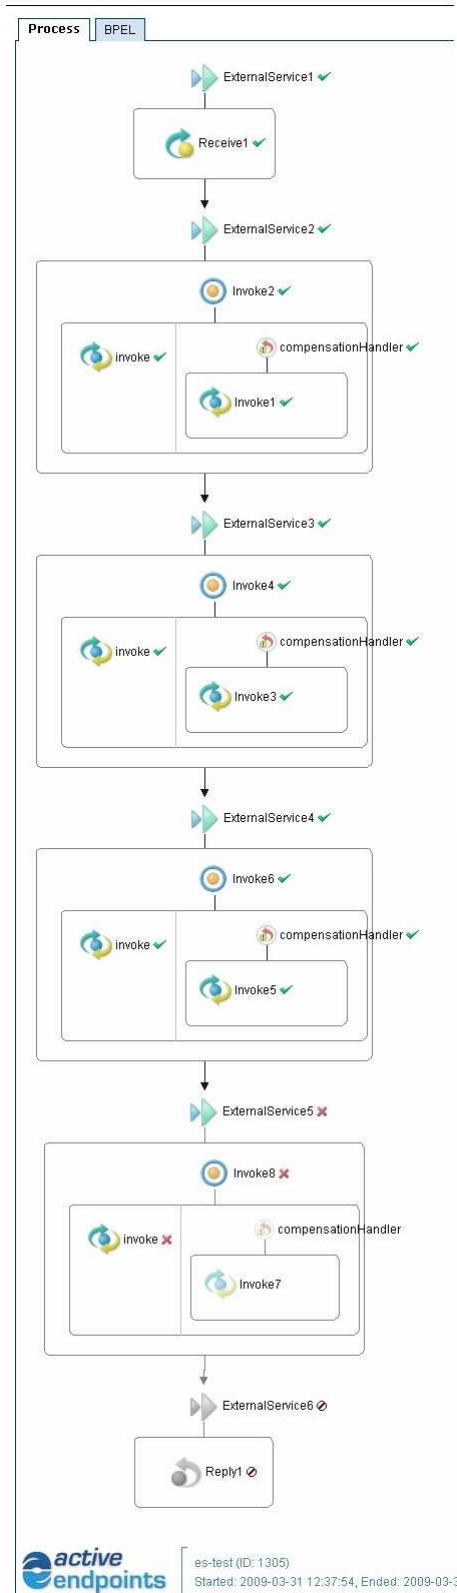 Process BPEL
ExternalService1
Receive1
ExternalService2
Invoke2
compensationHandler
invoke
Invoke1
ExternalService3
Invoke4
compensationHandler
invoke
Invoke3
ExternalService4
Invoke6
compensationHandler
invoke
Invoke5
ExternalService5
Invoke8
compensationHandler
invoke
Invoke7
ExternalService6
Reply1
active
endpoints
es-test (ID: 1305)
Started: 2009-03-31 12:37:54, Ended: 2009-03-